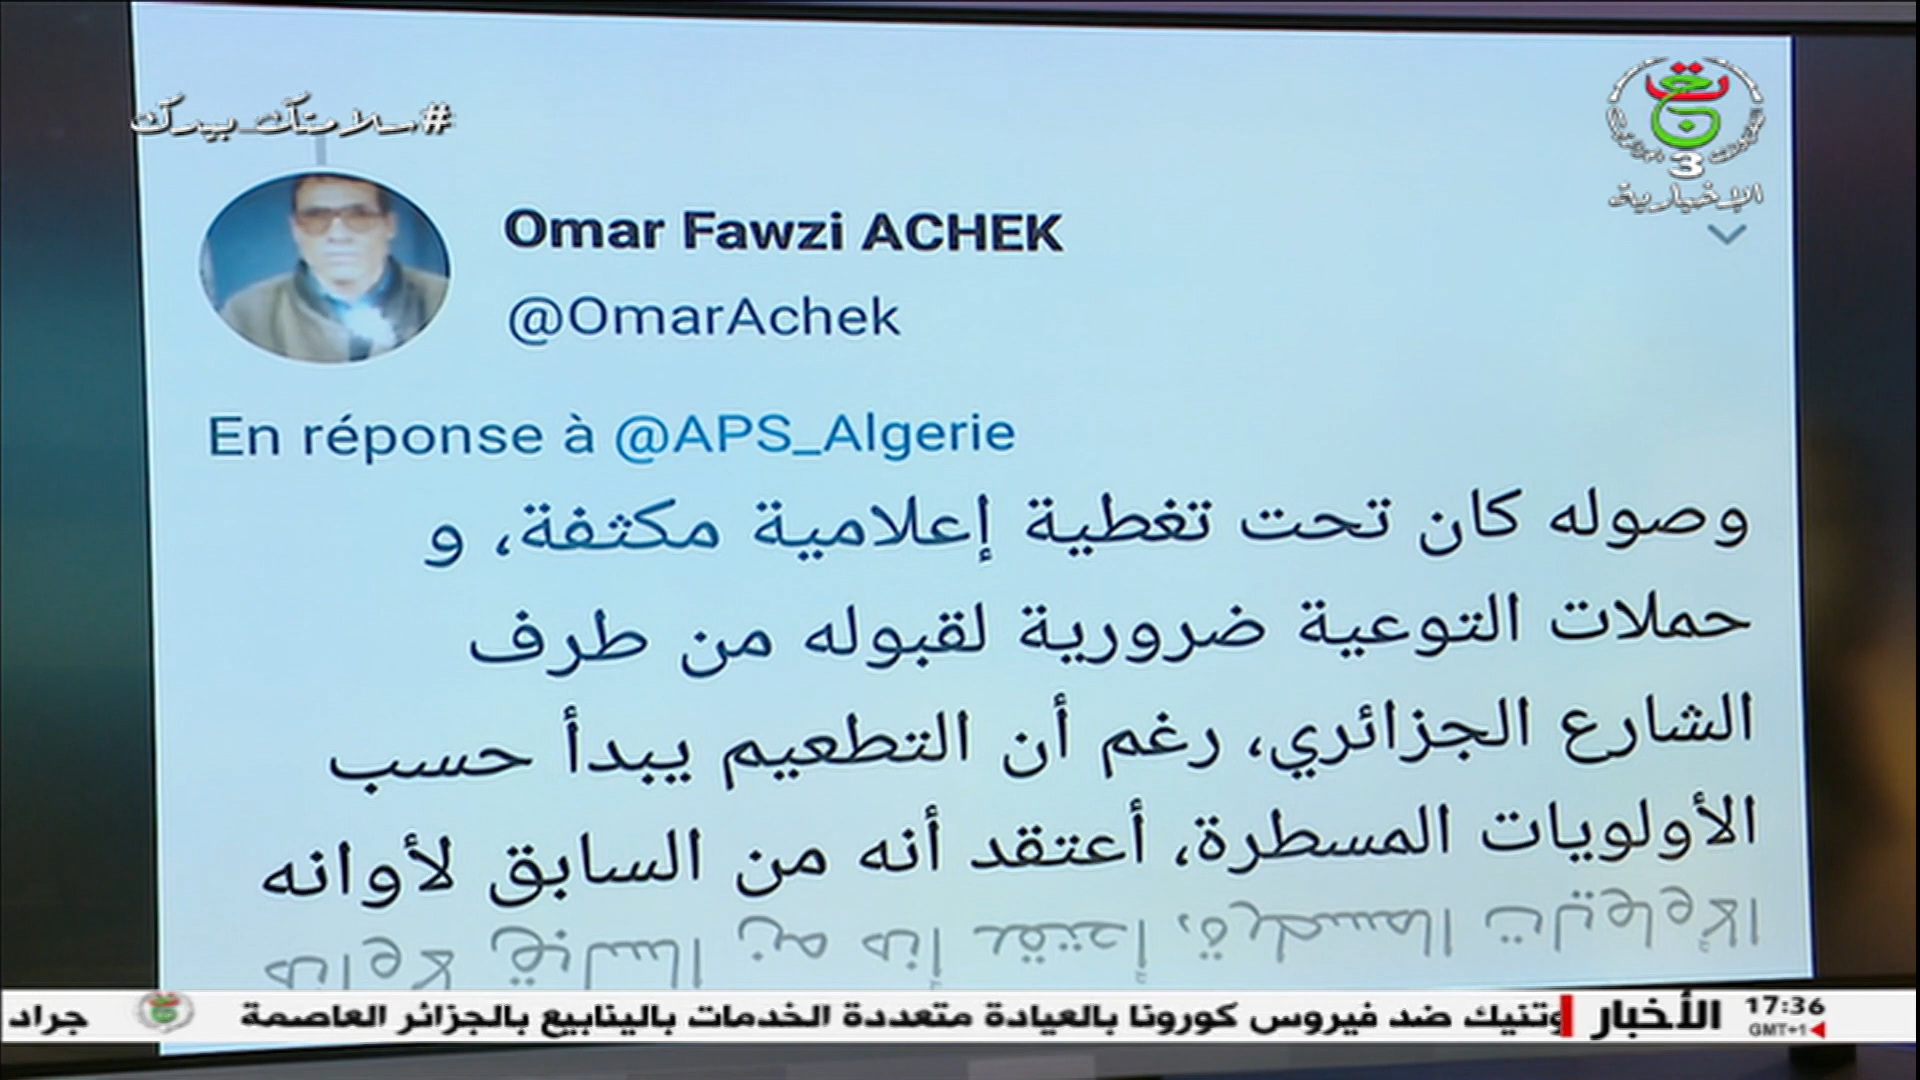 #سلامتك_بيدك
3
الإخبارية
Omar Fawzi ACHEK
@OmarAchek
En réponse à @APS_Algerie
وصوله كان تحت تغطية إعلامية مكثفة، و
حملات التوعية ضرورية لقبوله من طرف
الشارع الجزائري، رغم أن التطعيم يبدأ حسب
الأولويات المسطرة، أعتقد أنه من السابق لأوانه
17:36
GMT+1
الأخبار
وتنيك ضد فيروس كورونا بالعيادة متعددة الخدمات بالينابيع بالجزائر العاصمة
جراد